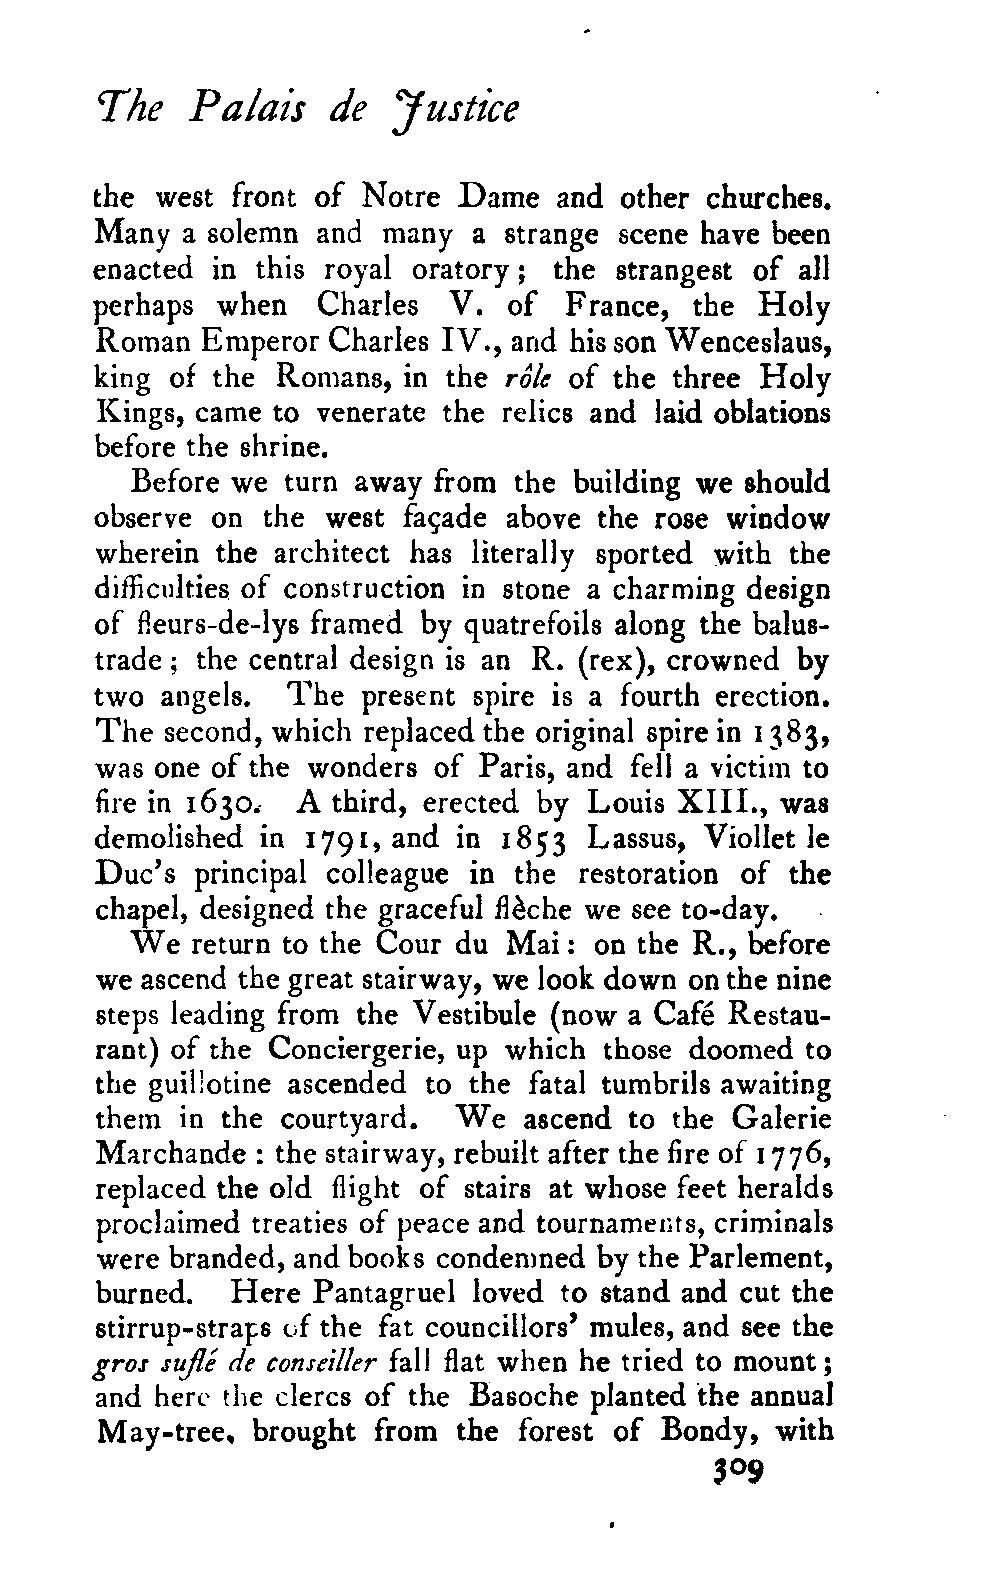 The Palais de Justice
the west front of Notre Dame and other churches.
Many a solemn and many a strange scene have been
enacted in this royal oratory; the strangest of all
perhaps when Charles V. of France, the Holy
Roman Emperor Charles IV., and his son Wenceslaus,
king of the Romans, in the rôle of the three Holy
Kings, came to venerate the relics and laid oblations
before the shrine.
Before we turn away from the building we should
observe on the west façade above the rose window
wherein the architect has literally sported with the
difficulties of construction in stone a charming design
of fleurs-de-lys framed by quatrefoils along the balus-
trade; the central design is an R. (rex), crowned by
two angels. The present spire is a fourth erection.
The second, which replaced the original spire in 1383,
was one of the wonders of Paris, and fell a victim to
fire in 1630. A third, erected by Louis XIII., was
demolished in 1791, and in 1853 Lassus, Viollet le
Duc's principal colleague in the restoration of the
chapel, designed the graceful flèche we see to-day.
We return to the Cour du Mai: on the R., before
we ascend the great stairway, we look down on the nine
steps leading from the Vestibule (now a Café Restau-
rant) of the Conciergerie, up which those doomed to
the guillotine ascended to the fatal tumbrils awaiting
them in the courtyard. We ascend to the Galerie
Marchande: the stairway, rebuilt after the fire of 1776,
replaced the old flight of stairs at whose feet heralds
proclaimed treaties of peace and tournaments, criminals
were branded, and books condemned by the Parlement,
burned. Here Pantagruel loved to stand and cut the
stirrup-straps of the fat councillors' mules, and see the
gros suflé de conseiller fall flat when he tried to mount;
and here the clercs of the Basoche planted the annual
May-tree, brought from the forest of Bondy, with
309